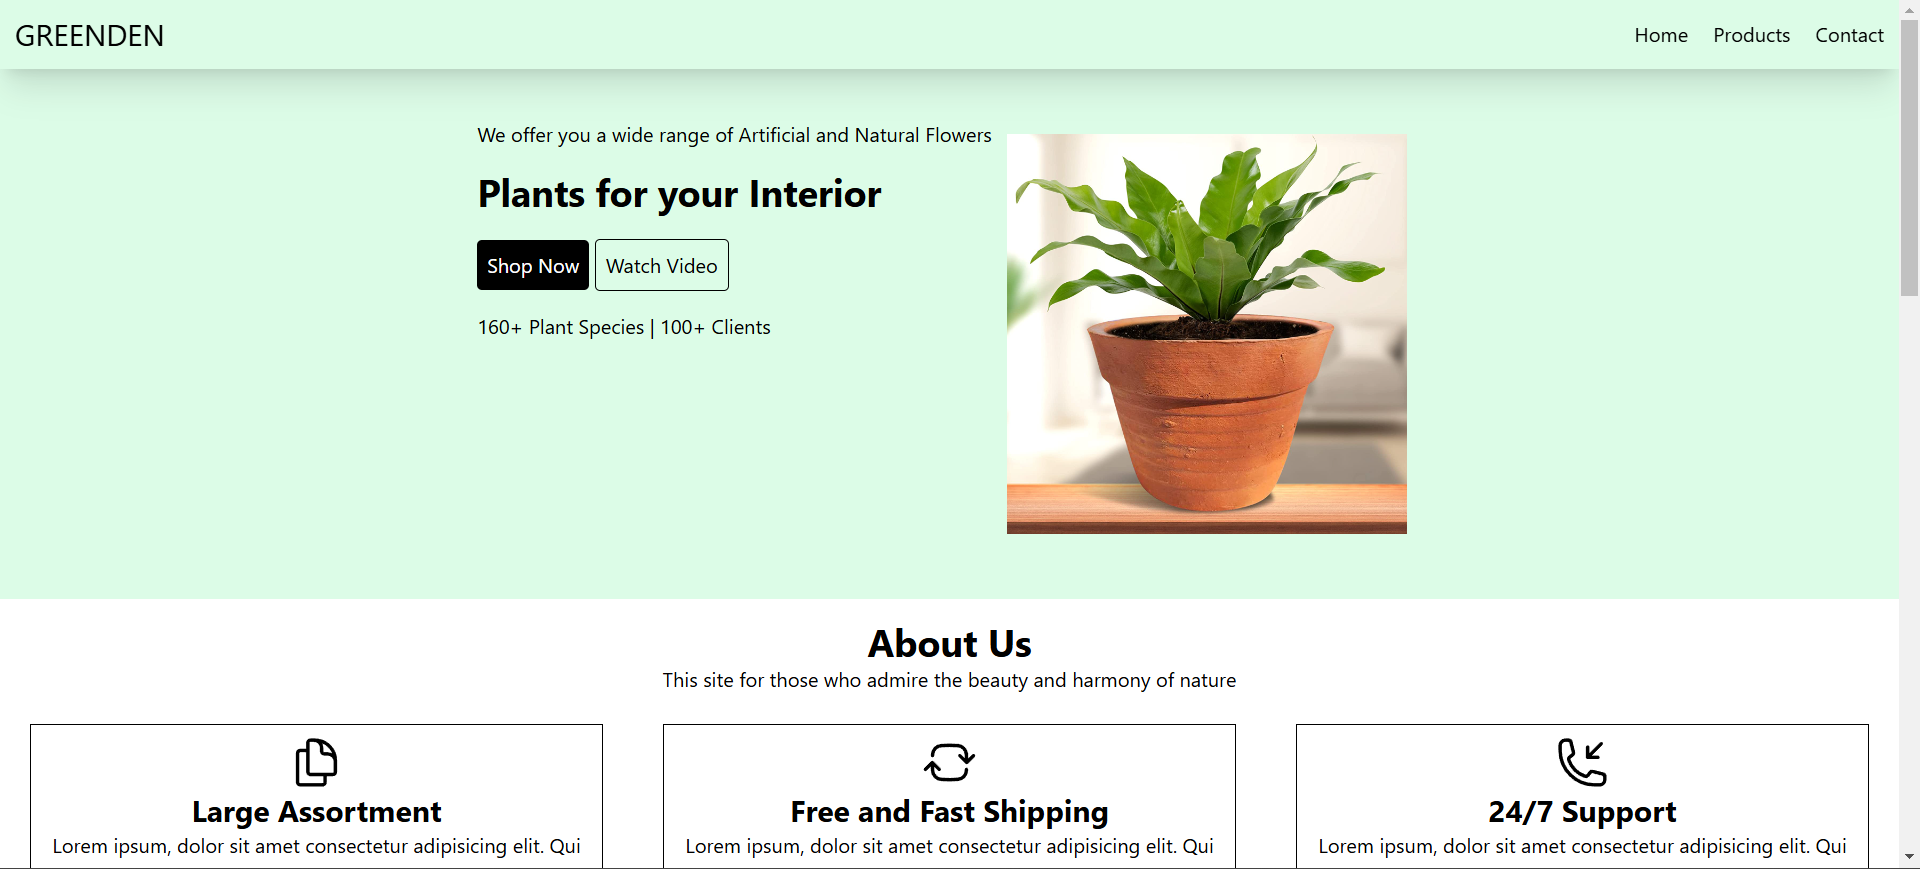 GREENDEN
Home Products Contact
We offer you a wide range of Artificial and Natural Flowers
Plants for your Interior
Shop Now Watch Video
160+ Plant Species | 100+ Clients
About Us
This site for those who admire the beauty and harmony of nature
Large Assortment
Lorem ipsum, dolor sit amet consectetur adipisicing elit. Qui
Free and Fast Shipping
Lorem ipsum, dolor sit amet consectetur adipisicing elit. Qui
24/7 Support
Lorem ipsum, dolor sit amet consectetur adipisicing elit. Qui